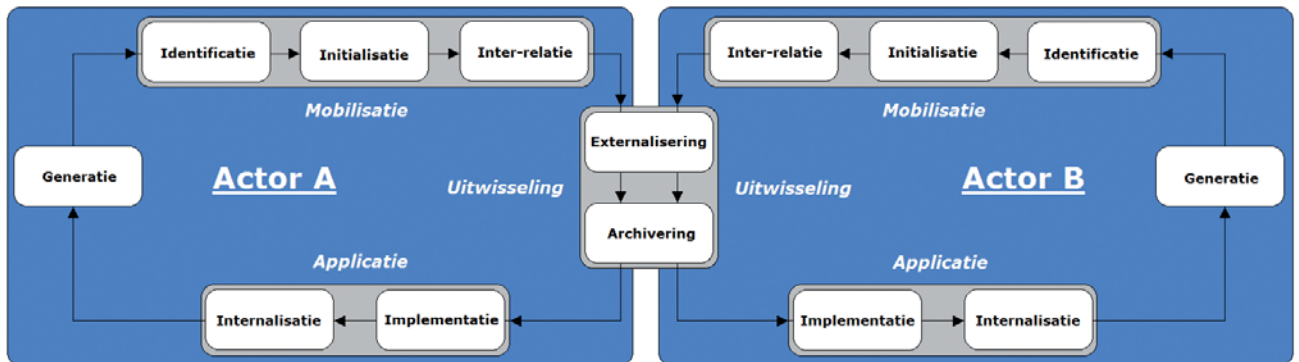 Identificatie
Initialisatie
Inter-relatie
Mobilisatie
Generatie
Actor A
Uitwisseling
Applicatie
Internalisatie
Implementatie
Externalisering
Archivering
Inter-relatie
Initialisatie
Identificatie
Mobilisatie
Uitwisseling
Actor B
Generatie
Applicatie
Implementatie
Internalisatie